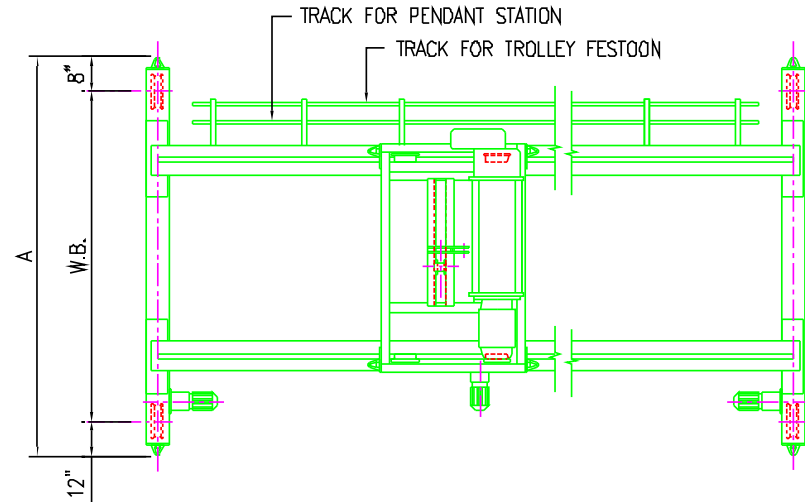 TRACK FOR PENDANT STATION
TRACK FOR TROLLEY FESTOON
8"
A
W.B.
12"